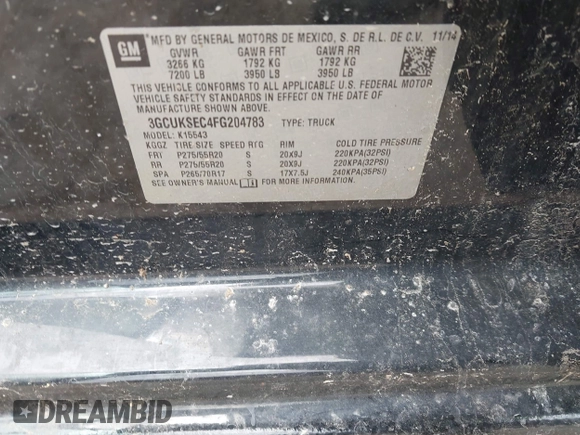 GM MFD BY GENERAL MOTORS DE MEXICO, S. DE R.L. DE C.V. 11/14
GVWR GAWR FRT GAWR RR
3266 KG 1792 KG 1792 KG
7200 LB 3950 LB 3950 LB
THIS VEHICLE CONFORMS TO ALL APPLICABLE U.S. FEDERAL MOTOR
VEHICLE SAFETY STANDARDS IN EFFECT ON THE DATE OF
MANUFACTURE SHOWN ABOVE.
3GCUKSEC4FG204783 TYPE: TRUCK
MODEL: K15543
KGGZ TIRE SIZE SPEED RTG RIM COLD TIRE PRESSURE
FRT P275/55R20 S 20X9J 220KPA(32PSI)
RR P275/55R20 S 20X9J 220KPA(32PSI)
SPA P265/70R17 S 17X7.5J 240KPA(35PSI)
SEE OWNER'S MANUAL
DREAMBID